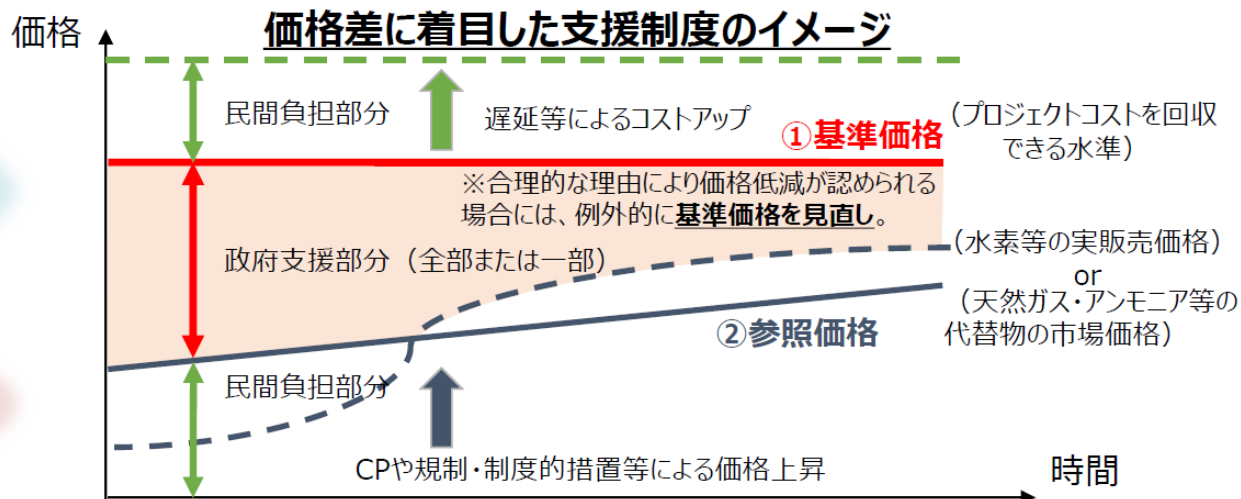 価格差に着目した支援制度のイメージ
価格
民間負担部分
遅延等によるコストアップ
①基準価格
（プロジェクトコストを回収
できる水準）
※合理的な理由により価格低減が認められる
場合には、例外的に基準価格を見直し。
政府支援部分（全部または一部）
（水素等の実販売価格）
or
（天然ガス・アンモニア等の
代替物の市場価格）
②参照価格
民間負担部分
CPや規制・制度的措置等による価格上昇
時間